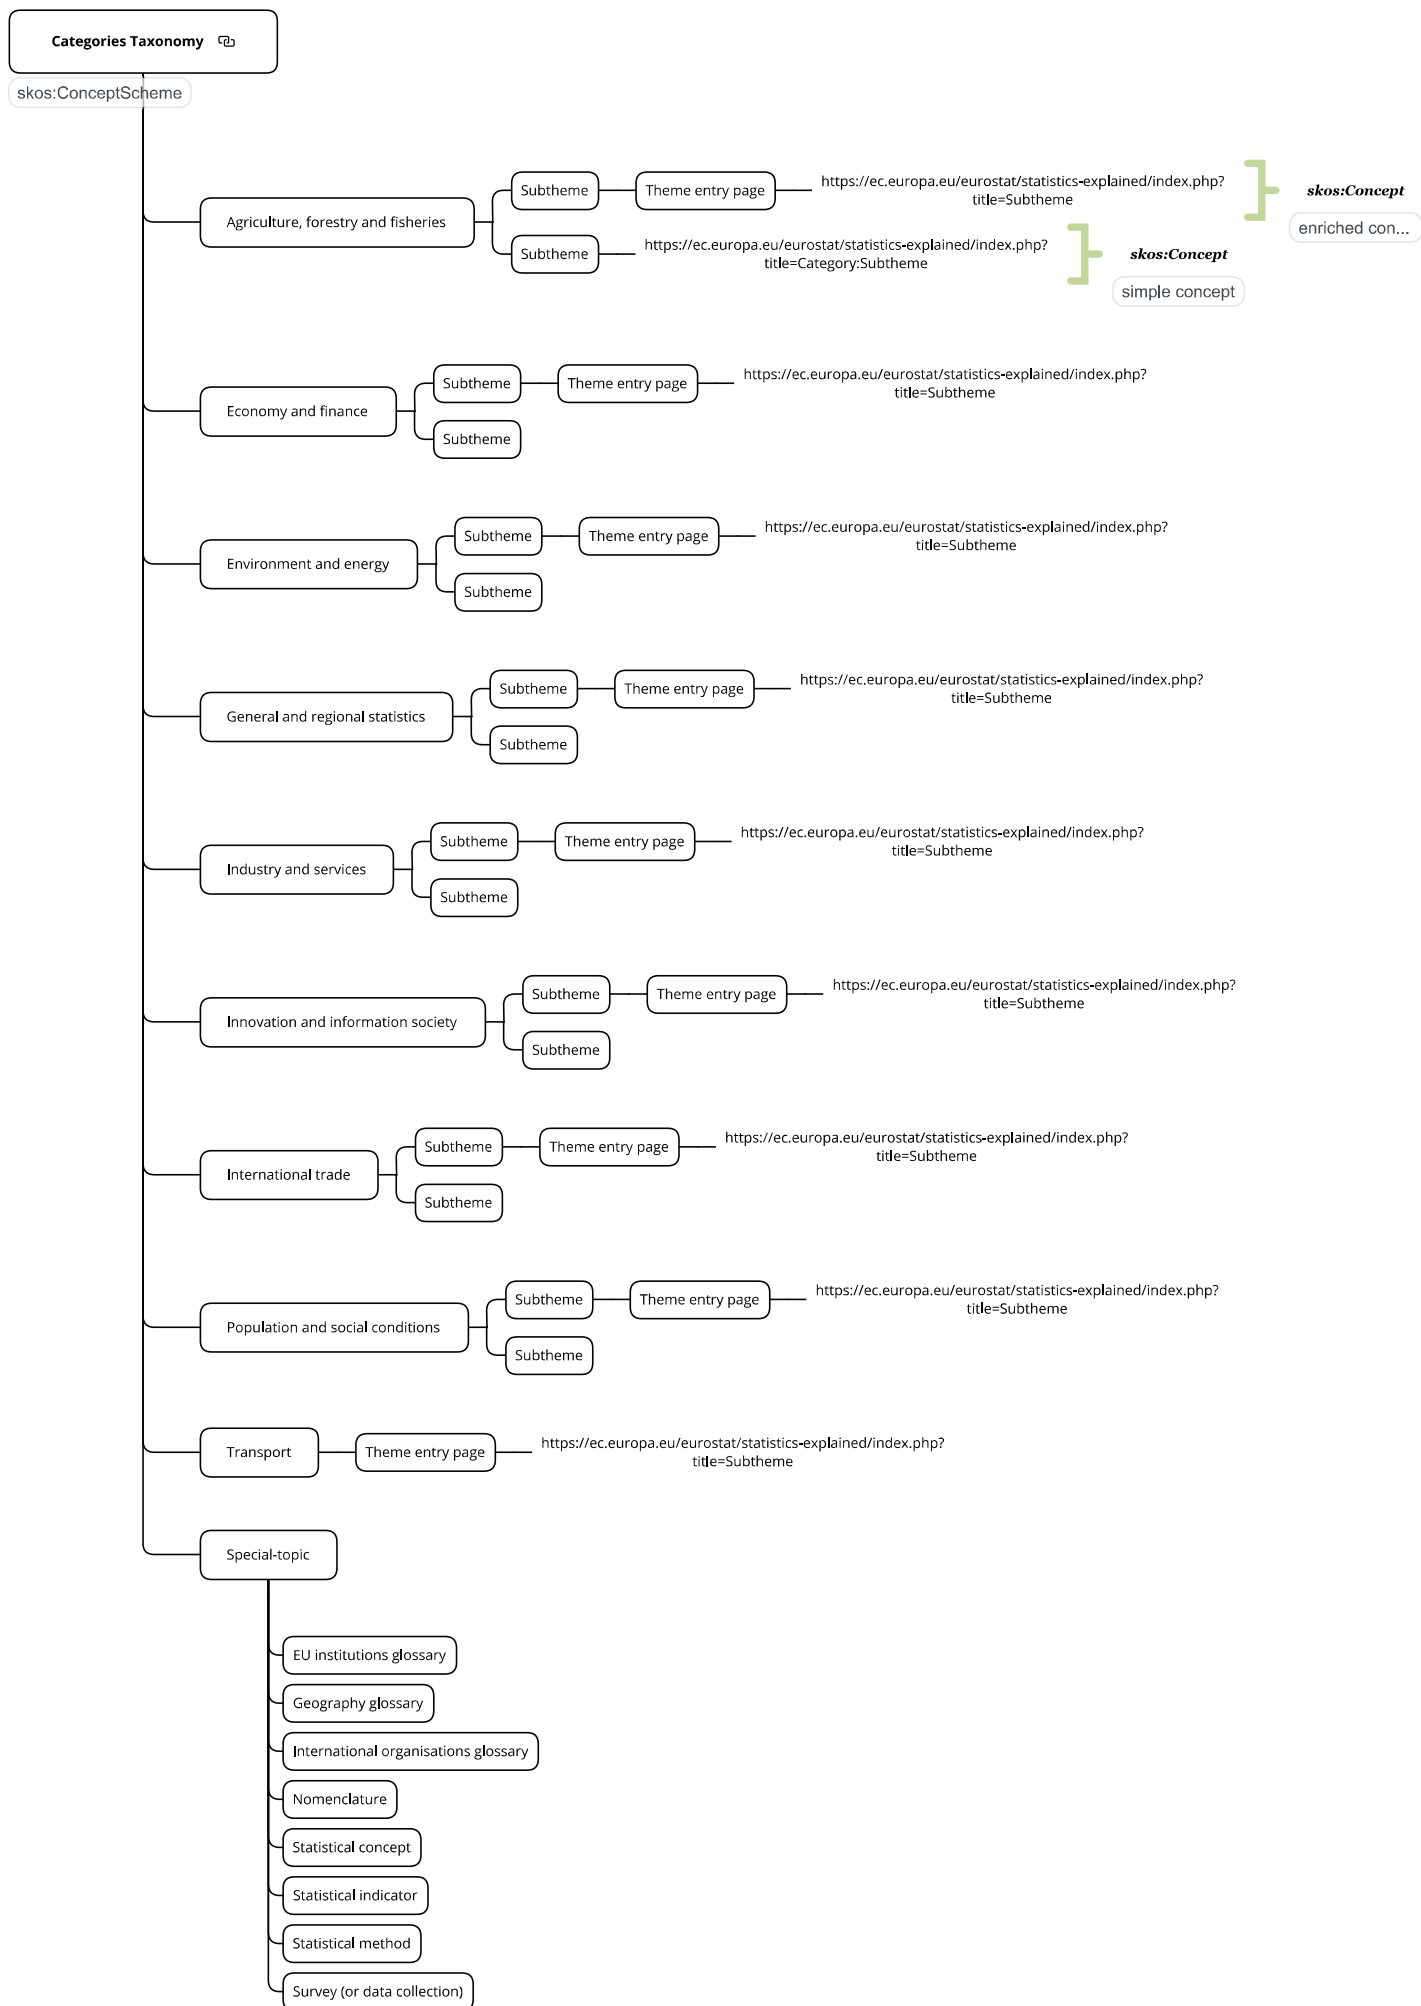 Categories Taxonomy
skos:ConceptScheme
Agriculture, forestry and fisheries
Subtheme
Theme entry page
https://ec.europa.eu/eurostat/statistics-explained/index.php?
title=Subtheme
skos:Concept
enriched con...
Subtheme
https://ec.europa.eu/eurostat/statistics-explained/index.php?
title=Category:Subtheme
skos:Concept
simple concept
Economy and finance
Subtheme
Theme entry page
https://ec.europa.eu/eurostat/statistics-explained/index.php?
title=Subtheme
Subtheme
Environment and energy
Subtheme
Theme entry page
https://ec.europa.eu/eurostat/statistics-explained/index.php?
title=Subtheme
Subtheme
General and regional statistics
Subtheme
Theme entry page
https://ec.europa.eu/eurostat/statistics-explained/index.php?
title=Subtheme
Subtheme
Industry and services
Subtheme
Theme entry page
https://ec.europa.eu/eurostat/statistics-explained/index.php?
title=Subtheme
Subtheme
Innovation and information society
Subtheme
Theme entry page
https://ec.europa.eu/eurostat/statistics-explained/index.php?
title=Subtheme
Subtheme
International trade
Subtheme
Theme entry page
https://ec.europa.eu/eurostat/statistics-explained/index.php?
title=Subtheme
Subtheme
Population and social conditions
Subtheme
Theme entry page
https://ec.europa.eu/eurostat/statistics-explained/index.php?
title=Subtheme
Subtheme
Transport
Theme entry page
https://ec.europa.eu/eurostat/statistics-explained/index.php?
title=Subtheme
Special-topic
EU institutions glossary
Geography glossary
International organisations glossary
Nomenclature
Statistical concept
Statistical indicator
Statistical method
Survey (or data collection)